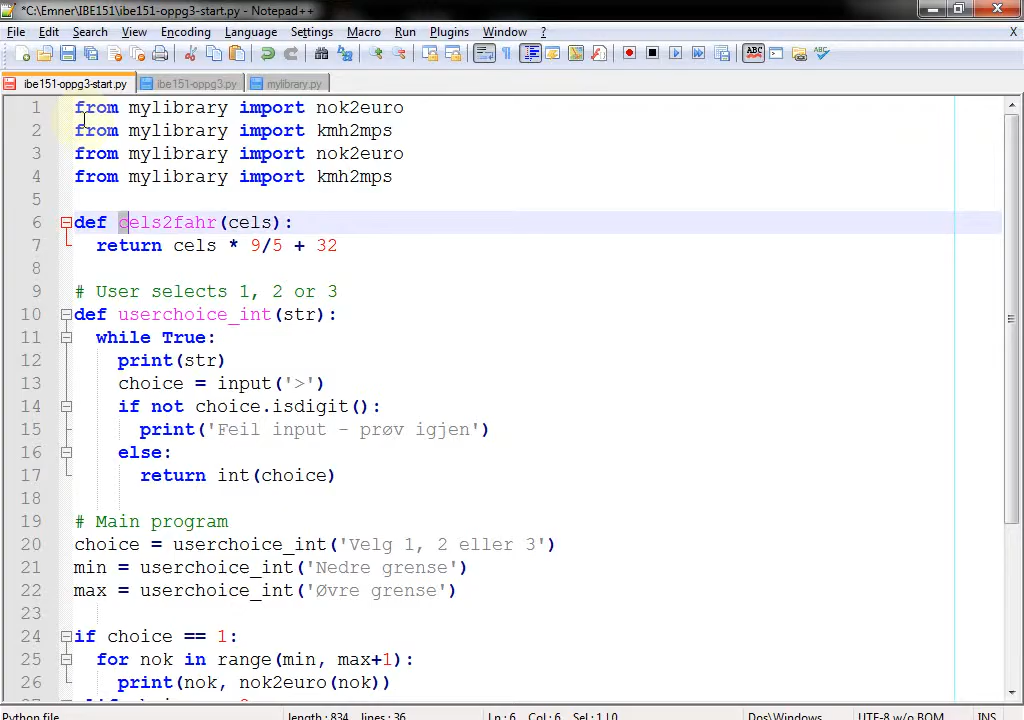 *C:\Emner\IBE151\ibe151-oppg3-start.py - Notepad++
File Edit Search View Encoding Language Settings Macro Run Plugins Window ? X
ibe151-oppg3-start.py ibe151-oppg3.py mylibrary.py
1 from mylibrary import nok2euro
2 from mylibrary import kmh2mps
3 from mylibrary import nok2euro
4 from mylibrary import kmh2mps
5
6 def cels2fahr(cels):
7 return cels * 9/5 + 32
8
9 # User selects 1, 2 or 3
10 def userchoice_int(str):
11 while True:
12 print(str)
13 choice = input('>')
14 if not choice.isdigit():
15 print('Feil input - prøv igjen')
16 else:
17 return int(choice)
18
19 # Main program
20 choice = userchoice_int('Velg 1, 2 eller 3')
21 min = userchoice_int('Nedre grense')
22 max = userchoice_int('Øvre grense')
23
24 if choice == 1:
25 for nok in range(min, max+1):
26 print(nok, nok2euro(nok))
Python file length : 834 lines : 36 Ln : 6 Col : 6 Sel : 1 | 0 Dos\Windows UTF-8 w/o BOM INS